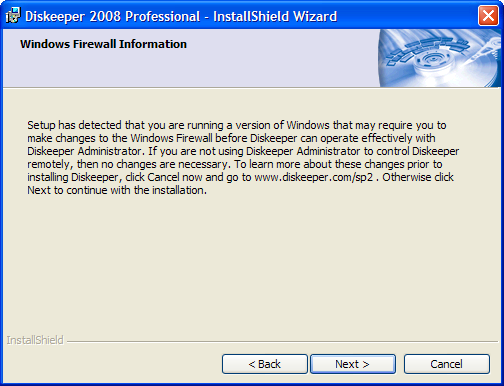 Diskeeper 2008 Professional - InstallShield Wizard
Windows Firewall Information
Setup has detected that you are running a version of Windows that may require you to
make changes to the Windows Firewall before Diskeeper can operate effectively with
Diskeeper Administrator. If you are not using Diskeeper Administrator to control Diskeeper
remotely, then no changes are necessary. To learn more about these changes prior to
installing Diskeeper, click Cancel now and go to www.diskeeper.com/sp2 . Otherwise click
Next to continue with the installation.
InstallShield
< Back
Next >
Cancel